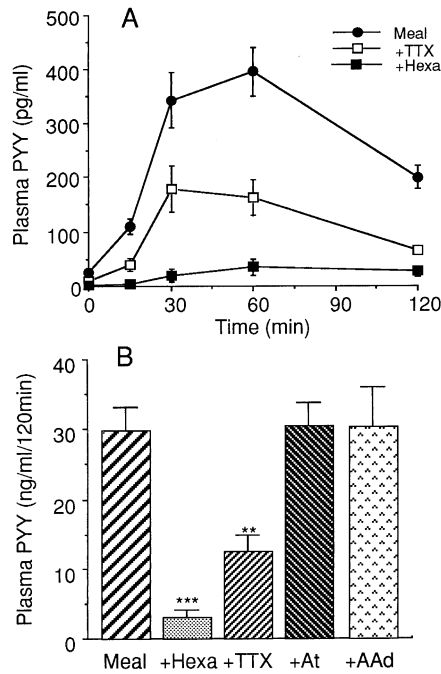 A
500
400
300
200
100
0
Plasma PYY (pg/ml)
Meal
+TTX
+Hexa
0 30 60 90 120
Time (min)
B
40
30
20
10
0
Plasma PYY (ng/ml/120min)
***
**
Meal +Hexa +TTX +At +AAd